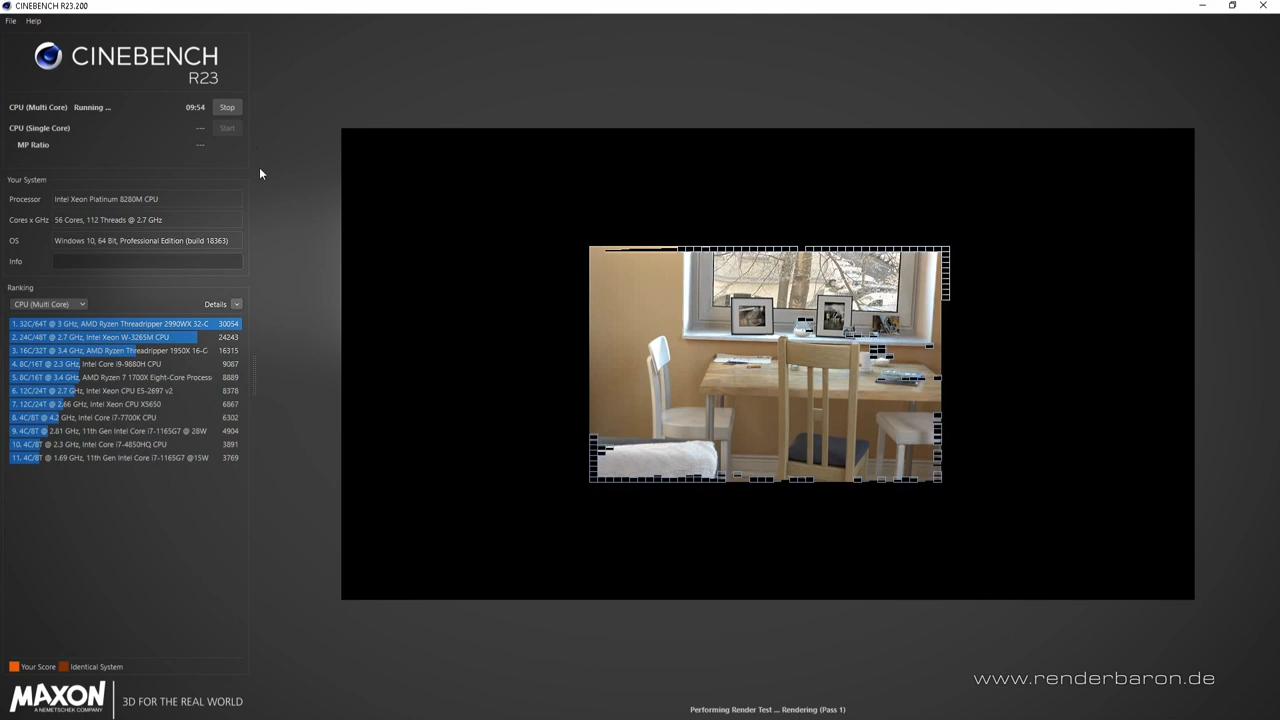 CINEBENCH R23.200
File Help
CINEBENCH
R23
CPU (Multi Core) Running ... 09:54 Stop
CPU (Single Core) --- Start
MP Ratio ---
Your System
Processor Intel Xeon Platinum 8280M CPU
Cores x GHz 56 Cores, 112 Threads @ 2.7 GHz
OS Windows 10, 64 Bit, Professional Edition (build 18363)
Info
Ranking
CPU (Multi Core) Details
1. 32C/64T @ 3 GHz, AMD Ryzen Threadripper 2990WX 32-C 30054
2. 24C/48T @ 2.7 GHz, Intel Xeon W-3265M CPU 24243
3. 16C/32T @ 3.4 GHz, AMD Ryzen Threadripper 1950X 16-C 16315
4. 8C/16T @ 2.3 GHz, Intel Core i9-9880H CPU 9087
5. 8C/16T @ 3.4 GHz, AMD Ryzen 7 1700X Eight-Core Process 8889
6. 12C/24T @ 2.7 GHz, Intel Xeon CPU E5-2697 v2 8378
7. 12C/24T @ 2.66 GHz, Intel Xeon CPU X5650 6867
8. 4C/8T @ 4.2 GHz, Intel Core i7-7700K CPU 6302
9. 4C/8T @ 2.81 GHz, 11th Gen Intel Core i7-1165G7 @ 28W 4904
10. 4C/8T @ 2.3 GHz, Intel Core i7-4850HQ CPU 3891
11. 4C/8T @ 1.69 GHz, 11th Gen Intel Core i7-1165G7 @15W 3769
Your Score Identical System
MAXON
A NEMETSCHEK COMPANY
3D FOR THE REAL WORLD
www.renderbaron.de
Performing Render Test ... Rendering (Pass 1)